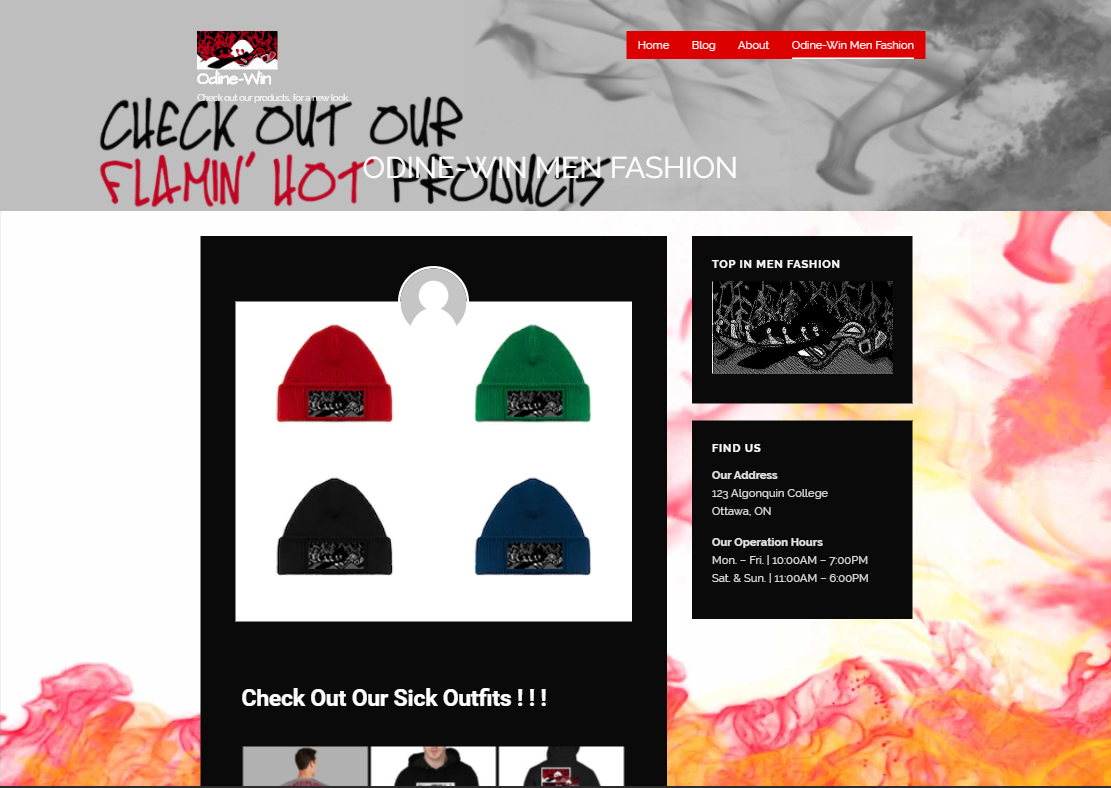 Home Blog About Odine-Win Men Fashion
Odine-Win
Check out our products, for a new look.
CHECK OUT OUR
FLAMIN' HOT PRODUCTS
ODINE-WIN MEN FASHION
TOP IN MEN FASHION
FIND US
Our Address
123 Algonquin College
Ottawa, ON
Our Operation Hours
Mon. – Fri. | 10:00AM – 7:00PM
Sat. & Sun. | 11:00AM – 6:00PM
Check Out Our Sick Outfits ! ! !